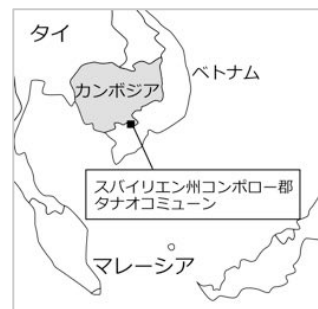 タイ
ベトナム
カンボジア
スバイリエン州コンポロー郡
タナオコミューン
マレーシア